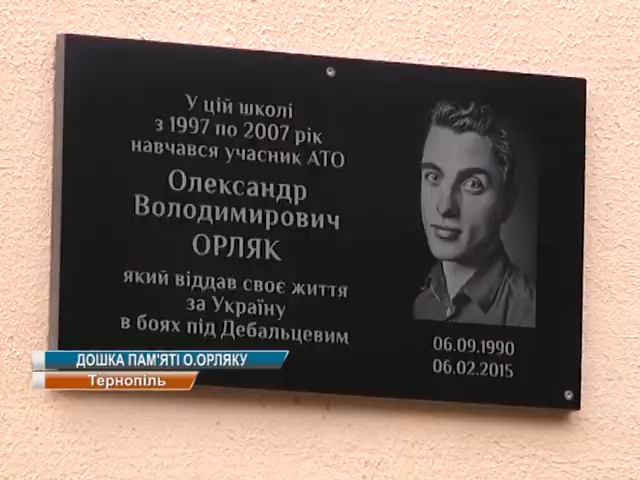 У цій школі
з 1997 по 2007 рік
навчався учасник АТО
Олександр
Володимирович
ОРЛЯК
який віддав своє життя
за Україну
в боях під Дебальцевим
06.09.1990
06.02.2015
ДОШКА ПАМ'ЯТІ О.ОРЛЯКУ
Тернопіль